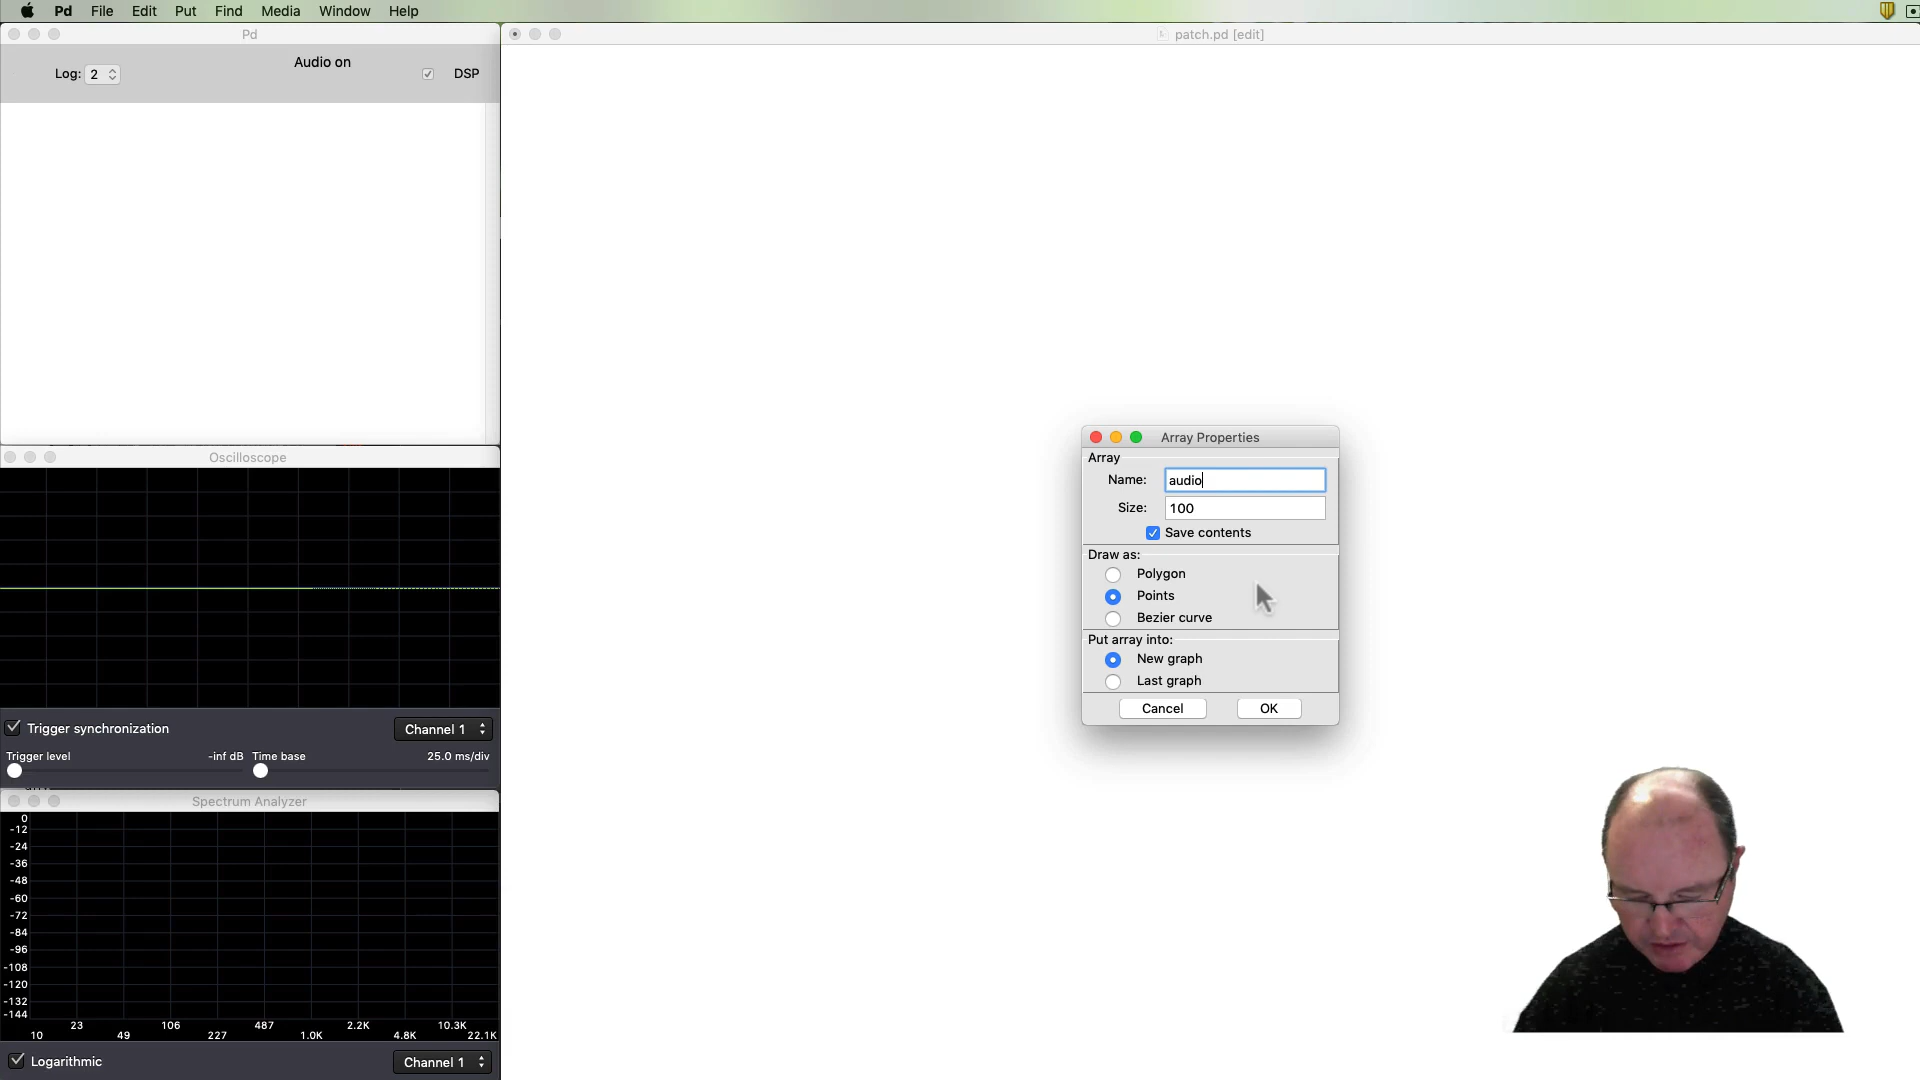 Pd File Edit Put Find Media Window Help
Pd
patch.pd [edit]
Audio on
Log: 2
DSP
Oscilloscope
Trigger synchronization
Channel 1
Trigger level -inf dB Time base 25.0 ms/div
Spectrum Analyzer
0
-12
-24
-36
-48
-60
-72
-84
-96
-108
-120
-132
-144
23 106 487 2.2K 10.3K
10 49 227 1.0K 4.8K 22.1K
Logarithmic
Channel 1
Array Properties
Array
Name: audio
Size: 100
Save contents
Draw as:
Polygon
Points
Bezier curve
Put array into:
New graph
Last graph
Cancel OK